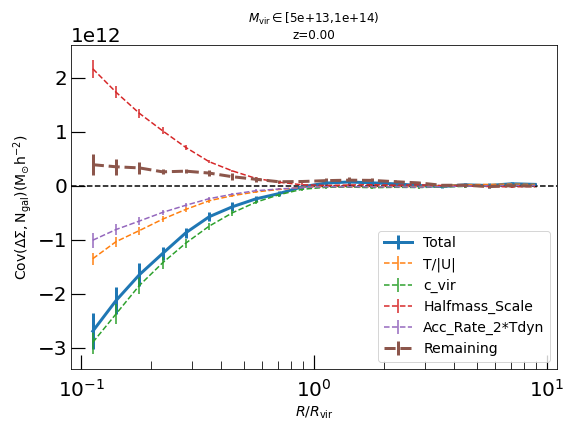 M_vir ∈ [5e+13,1e+14)
z=0.00
1e12
2
1
0
−1
−2
−3
Cov(ΔΣ, N_gal)(M_⊙h^−2)
Total
T/|U|
c_vir
Halfmass_Scale
Acc_Rate_2*Tdyn
Remaining
10^−1
10^0
10^1
R/R_vir